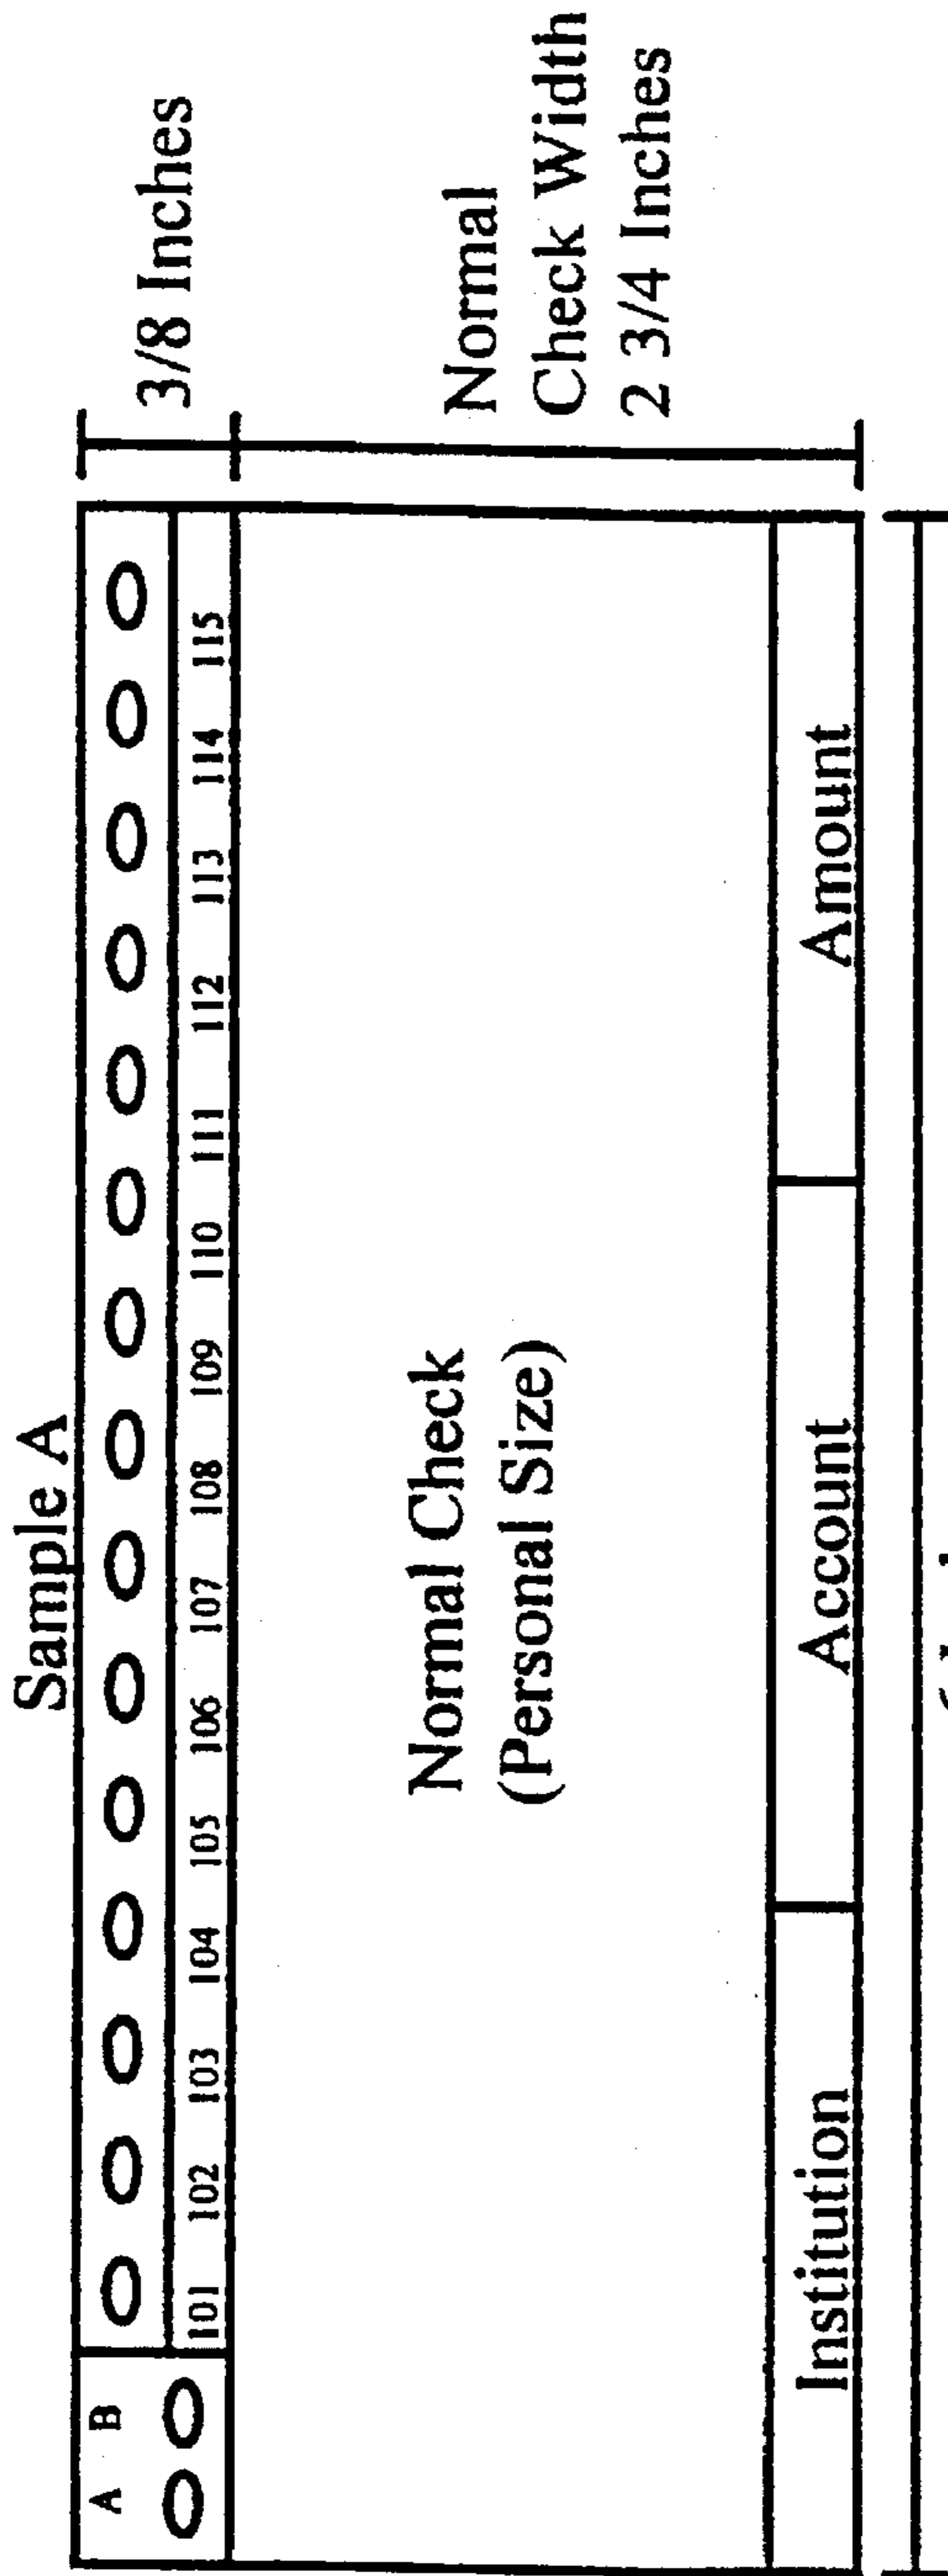 Sample A
A B
101 102 103 104 105 106 107 108 109 110 111 112 113 114 115
3/8 Inches
Normal Check
(Personal Size)
Normal
Check Width
2 3/4 Inches
Institution Account Amount